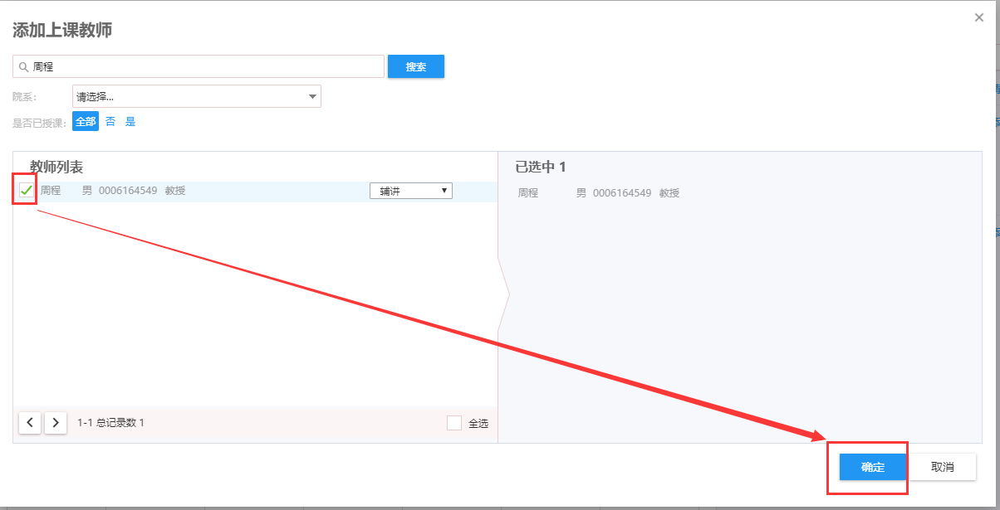 添加上课教师
周程 搜索
院系： 请选择...
是否已授课： 全部 否 是
教师列表 已选中 1
周程 男 0006164549 教授 辅讲
周程 男 0006164549 教授
1-1 总记录数 1 全选
确定 取消